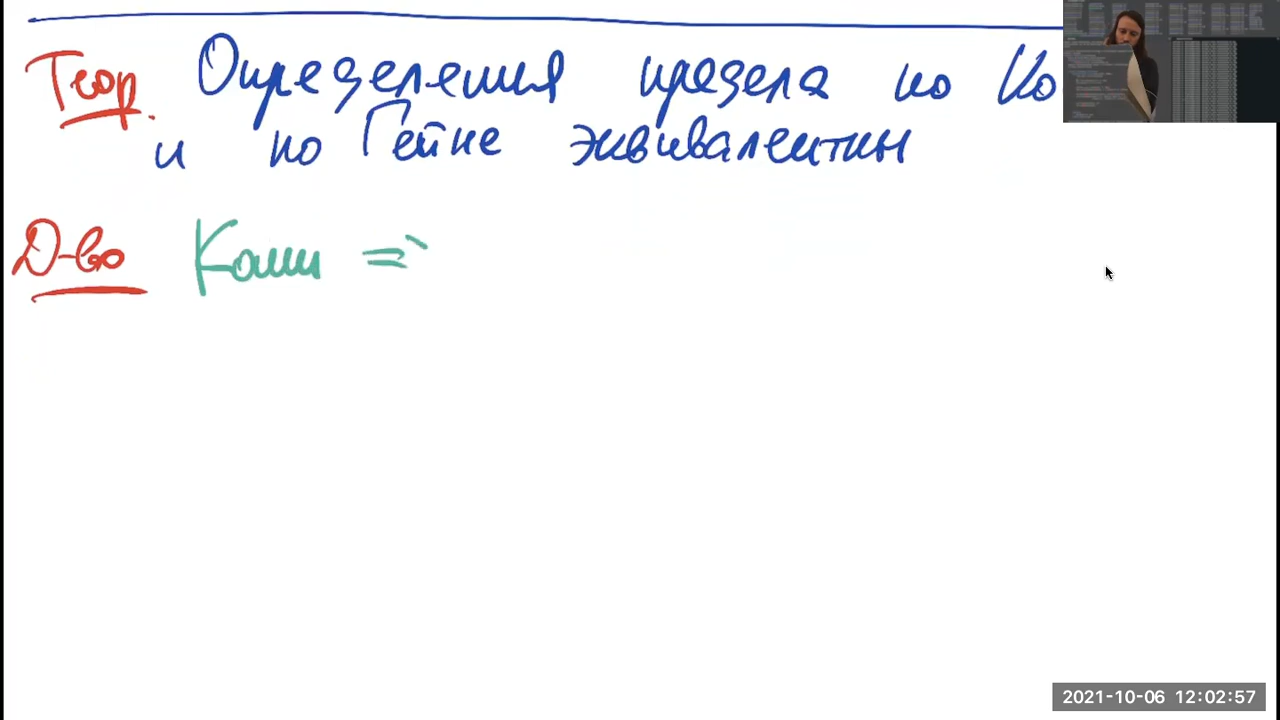 Теор. Определения предела по Ко
и по Гейне эквивалентны
Д-во Коши =>
2021-10-06 12:02:57